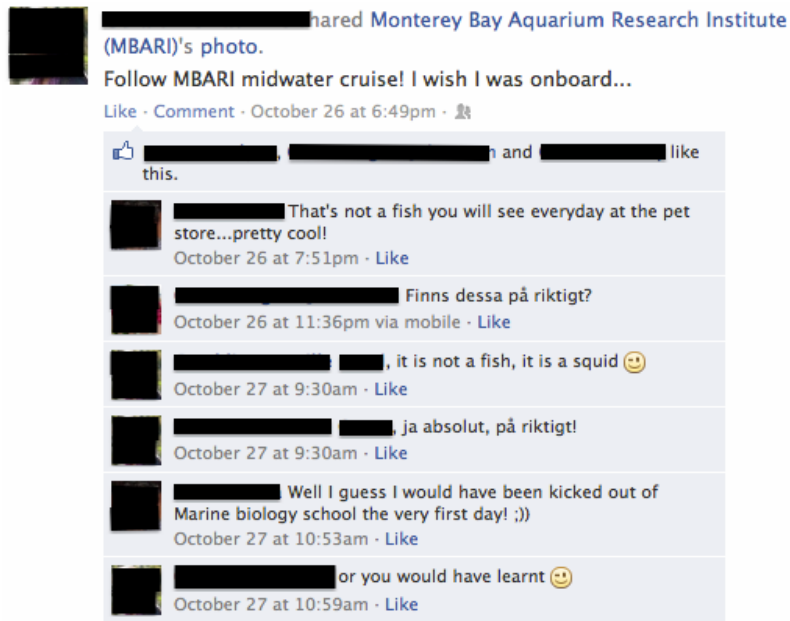 hared Monterey Bay Aquarium Research Institute
(MBARI)'s photo.
Follow MBARI midwater cruise! I wish I was onboard...
Like · Comment · October 26 at 6:49pm ·
, and like
this.
That's not a fish you will see everyday at the pet
store...pretty cool!
October 26 at 7:51pm · Like
Finns dessa på riktigt?
October 26 at 11:36pm via mobile · Like
, it is not a fish, it is a squid
October 27 at 9:30am · Like
, ja absolut, på riktigt!
October 27 at 9:30am · Like
Well I guess I would have been kicked out of
Marine biology school the very first day! ;))
October 27 at 10:53am · Like
or you would have learnt
October 27 at 10:59am · Like